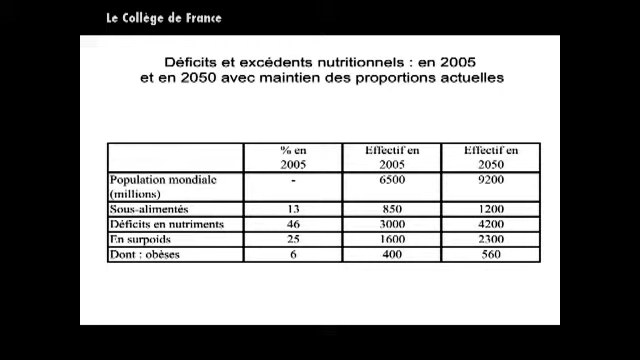 Le Collège de France
Déficits et excédents nutritionnels : en 2005
et en 2050 avec maintien des proportions actuelles
% en 2005 Effectif en 2005 Effectif en 2050
Population mondiale (millions) - 6500 9200
Sous-alimentés 13 850 1200
Déficits en nutriments 46 3000 4200
En surpoids 25 1600 2300
Dont : obèses 6 400 560